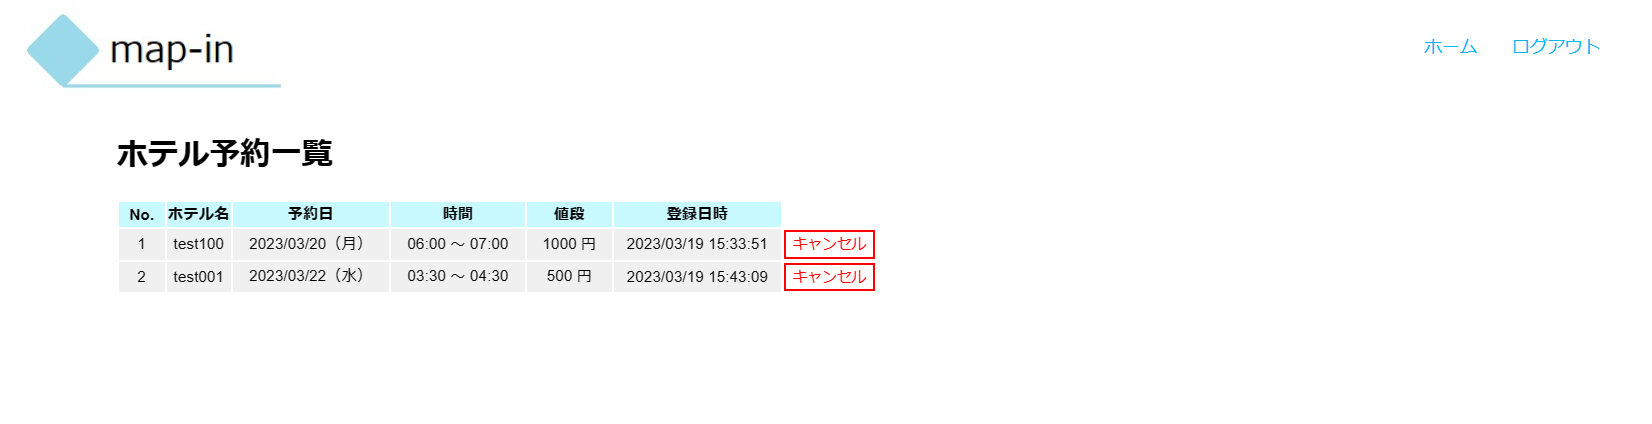 map-in
ホーム ログアウト
ホテル予約一覧
No. ホテル名 予約日 時間 値段 登録日時
1 test100 2023/03/20（月） 06:00 ～ 07:00 1000 円 2023/03/19 15:33:51 キャンセル
2 test001 2023/03/22（水） 03:30 ～ 04:30 500 円 2023/03/19 15:43:09 キャンセル